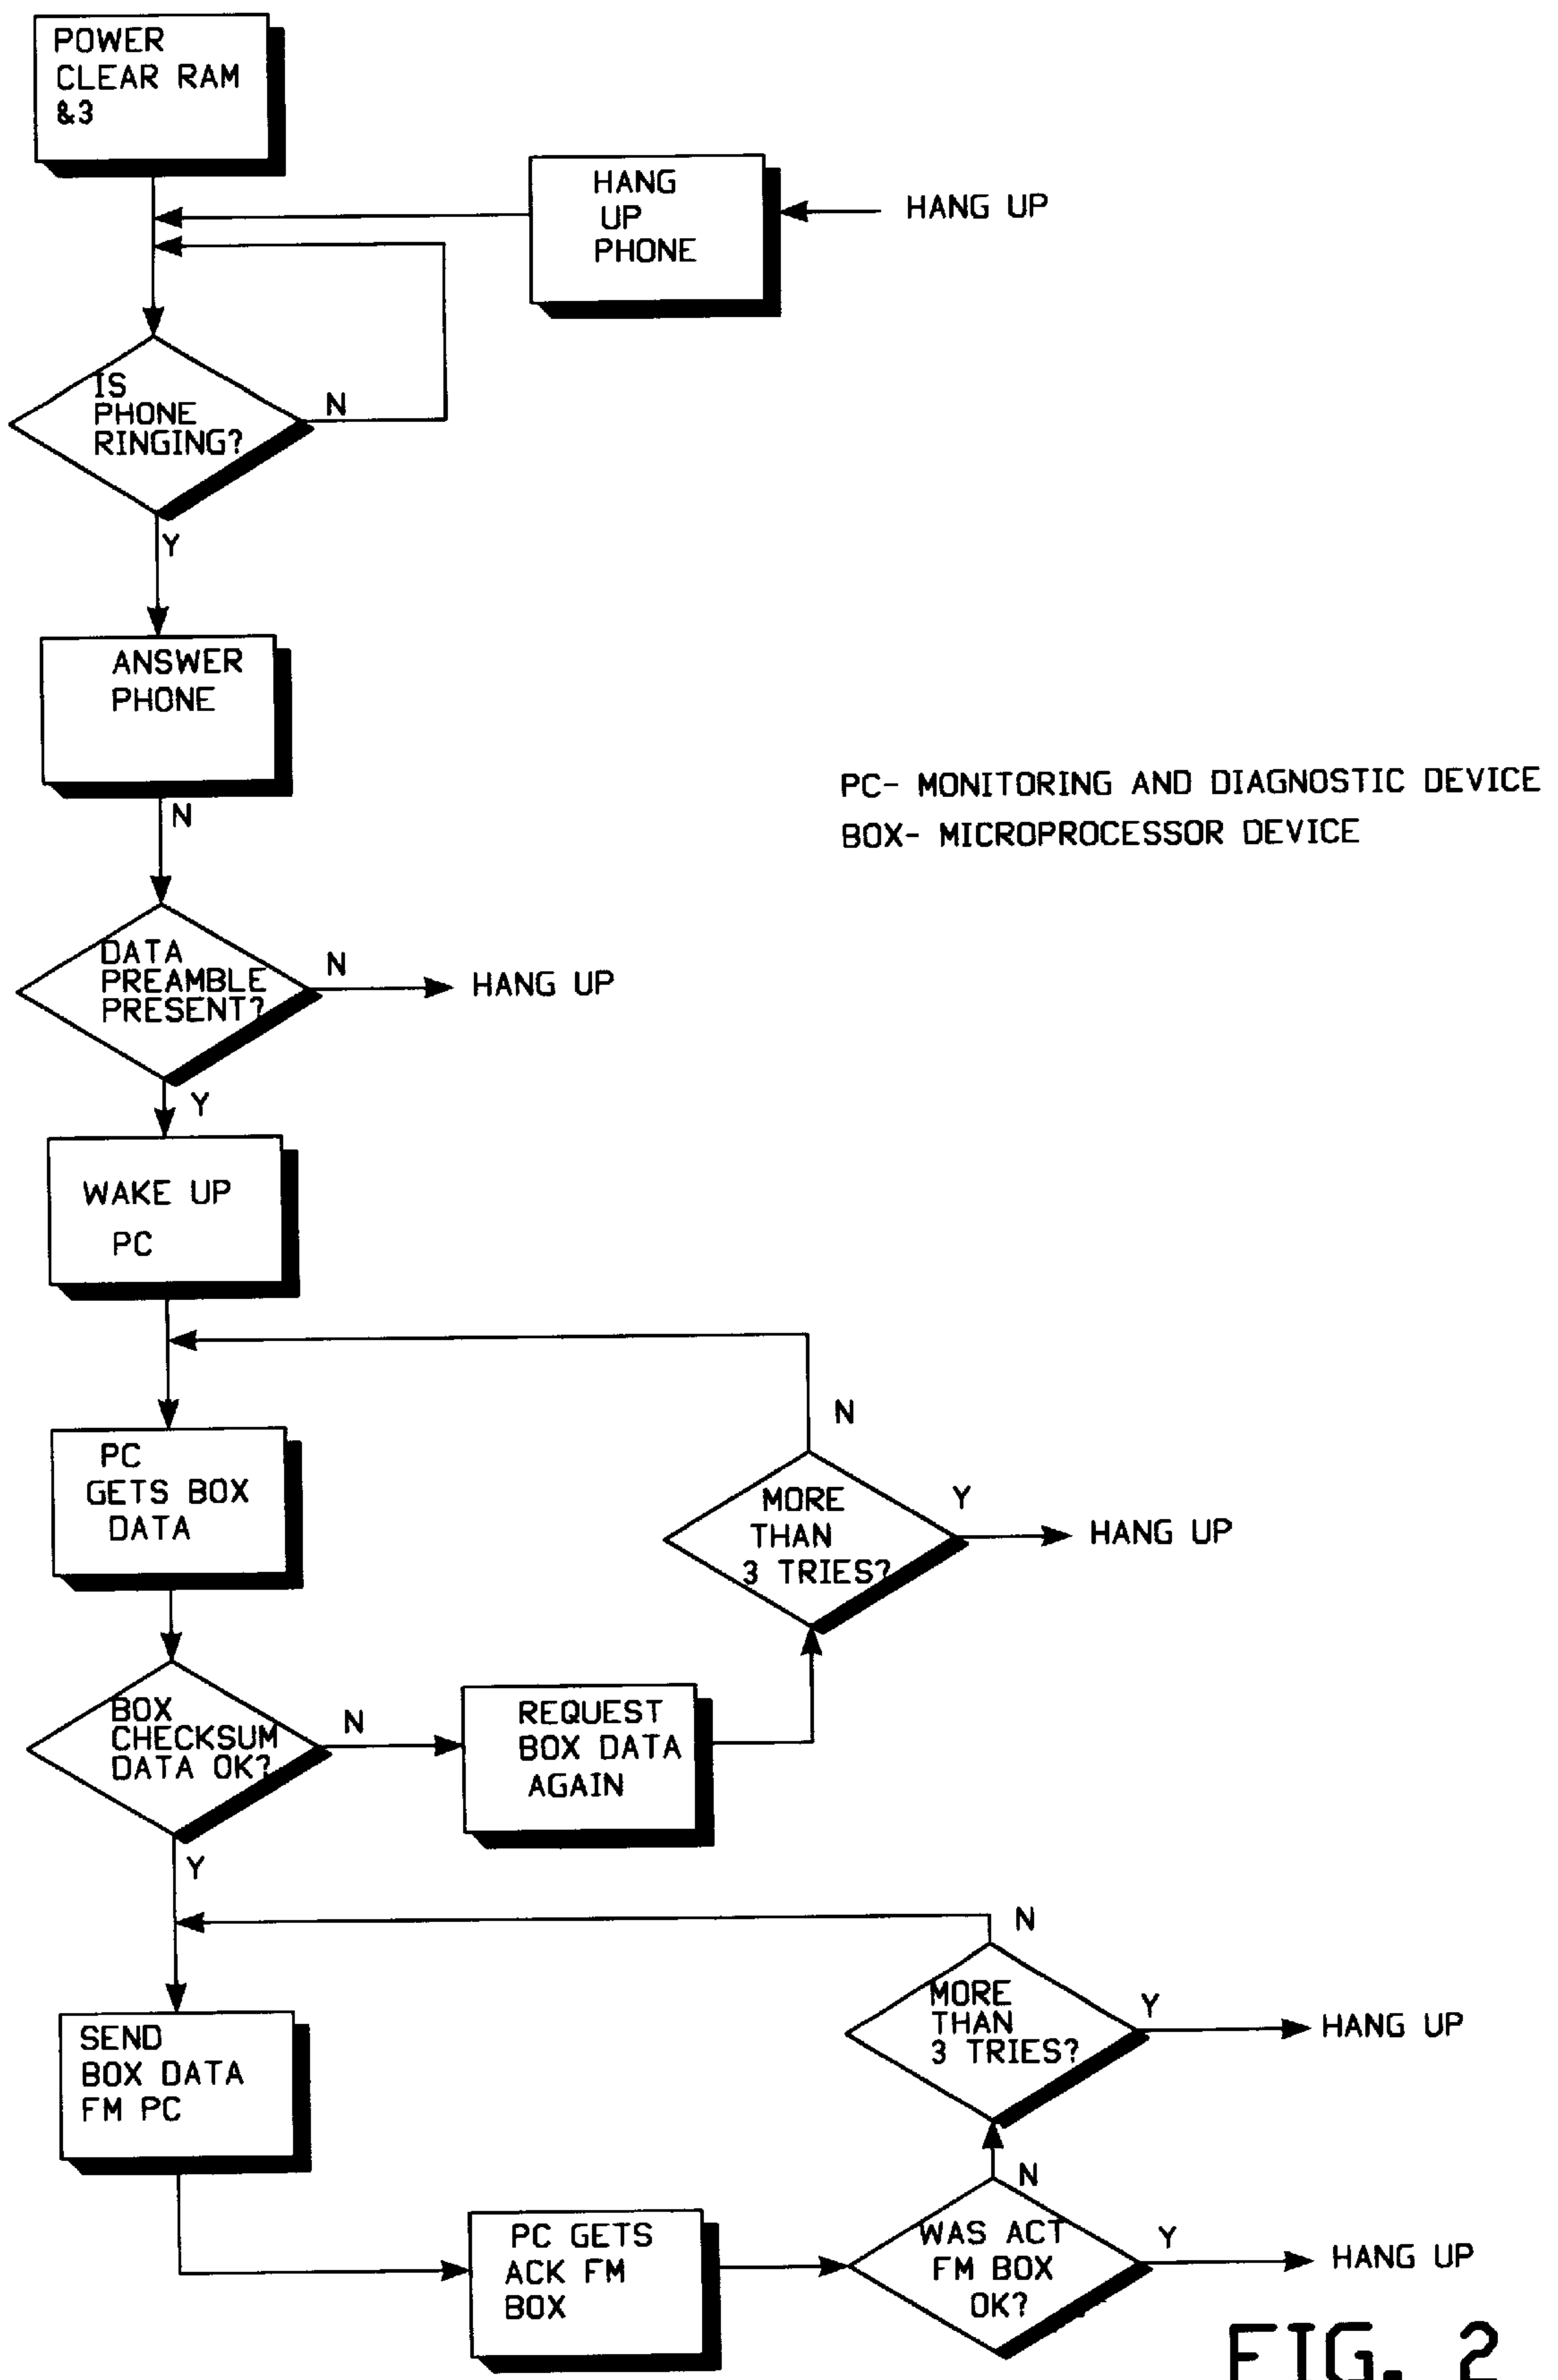 POWER
CLEAR RAM
&3
HANG
UP
PHONE
HANG UP
IS
PHONE
RINGING?
N
Y
ANSWER
PHONE
N
PC- MONITORING AND DIAGNOSTIC DEVICE
BOX- MICROPROCESSOR DEVICE
DATA
PREAMBLE
PRESENT?
N
HANG UP
Y
WAKE UP
PC
N
PC
GETS BOX
DATA
MORE
THAN
3 TRIES?
Y
HANG UP
BOX
CHECKSUM
DATA OK?
N
REQUEST
BOX DATA
AGAIN
Y
N
MORE
THAN
3 TRIES?
Y
HANG UP
SEND
BOX DATA
FM PC
N
PC GETS
ACK FM
BOX
WAS ACT
FM BOX
OK?
Y
HANG UP
FIG. 2